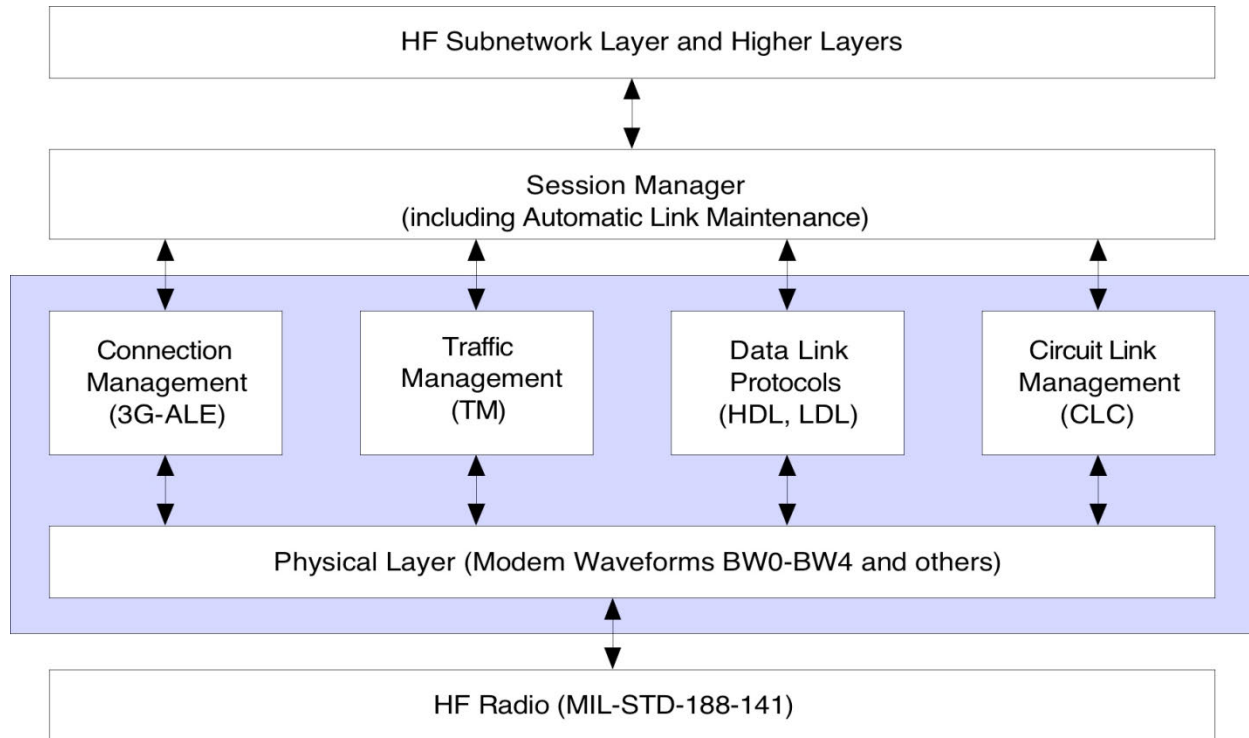 HF Subnetwork Layer and Higher Layers
Session Manager
(including Automatic Link Maintenance)
Connection
Management
(3G-ALE)
Traffic
Management
(TM)
Data Link
Protocols
(HDL, LDL)
Circuit Link
Management
(CLC)
Physical Layer (Modem Waveforms BW0-BW4 and others)
HF Radio (MIL-STD-188-141)